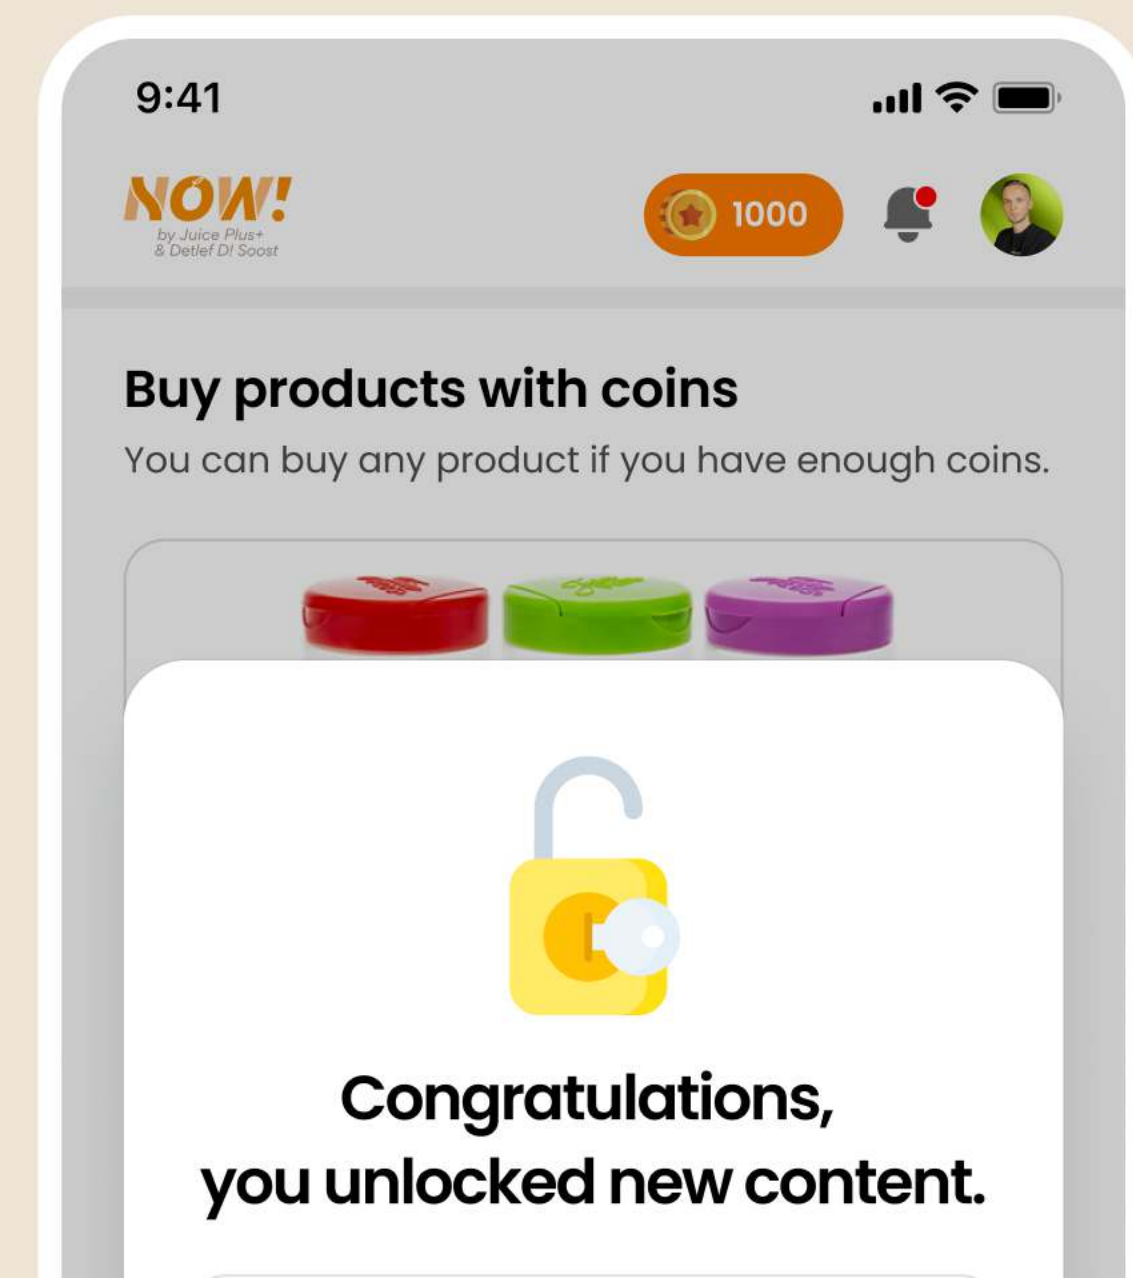 9:41
NOW!
by Juice Plus+
& Detlef D! Soost
1000
Buy products with coins
You can buy any product if you have enough coins.
Congratulations,
you unlocked new content.